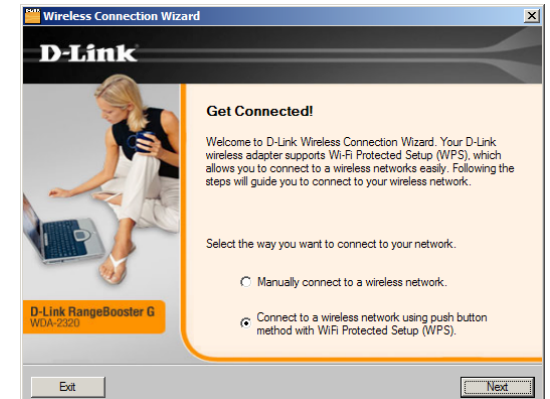 Wireless Connection Wizard
D-Link
Get Connected!
Welcome to D-Link Wireless Connection Wizard. Your D-Link
wireless adapter supports Wi-Fi Protected Setup (WPS), which
allows you to connect to a wireless networks easily. Following the
steps will guide you to connect to your wireless network.
Select the way you want to connect to your network.
Manually connect to a wireless network.
Connect to a wireless network using push button
method with WiFi Protected Setup (WPS).
D-Link RangeBooster G
WDA-2320
Exit
Next